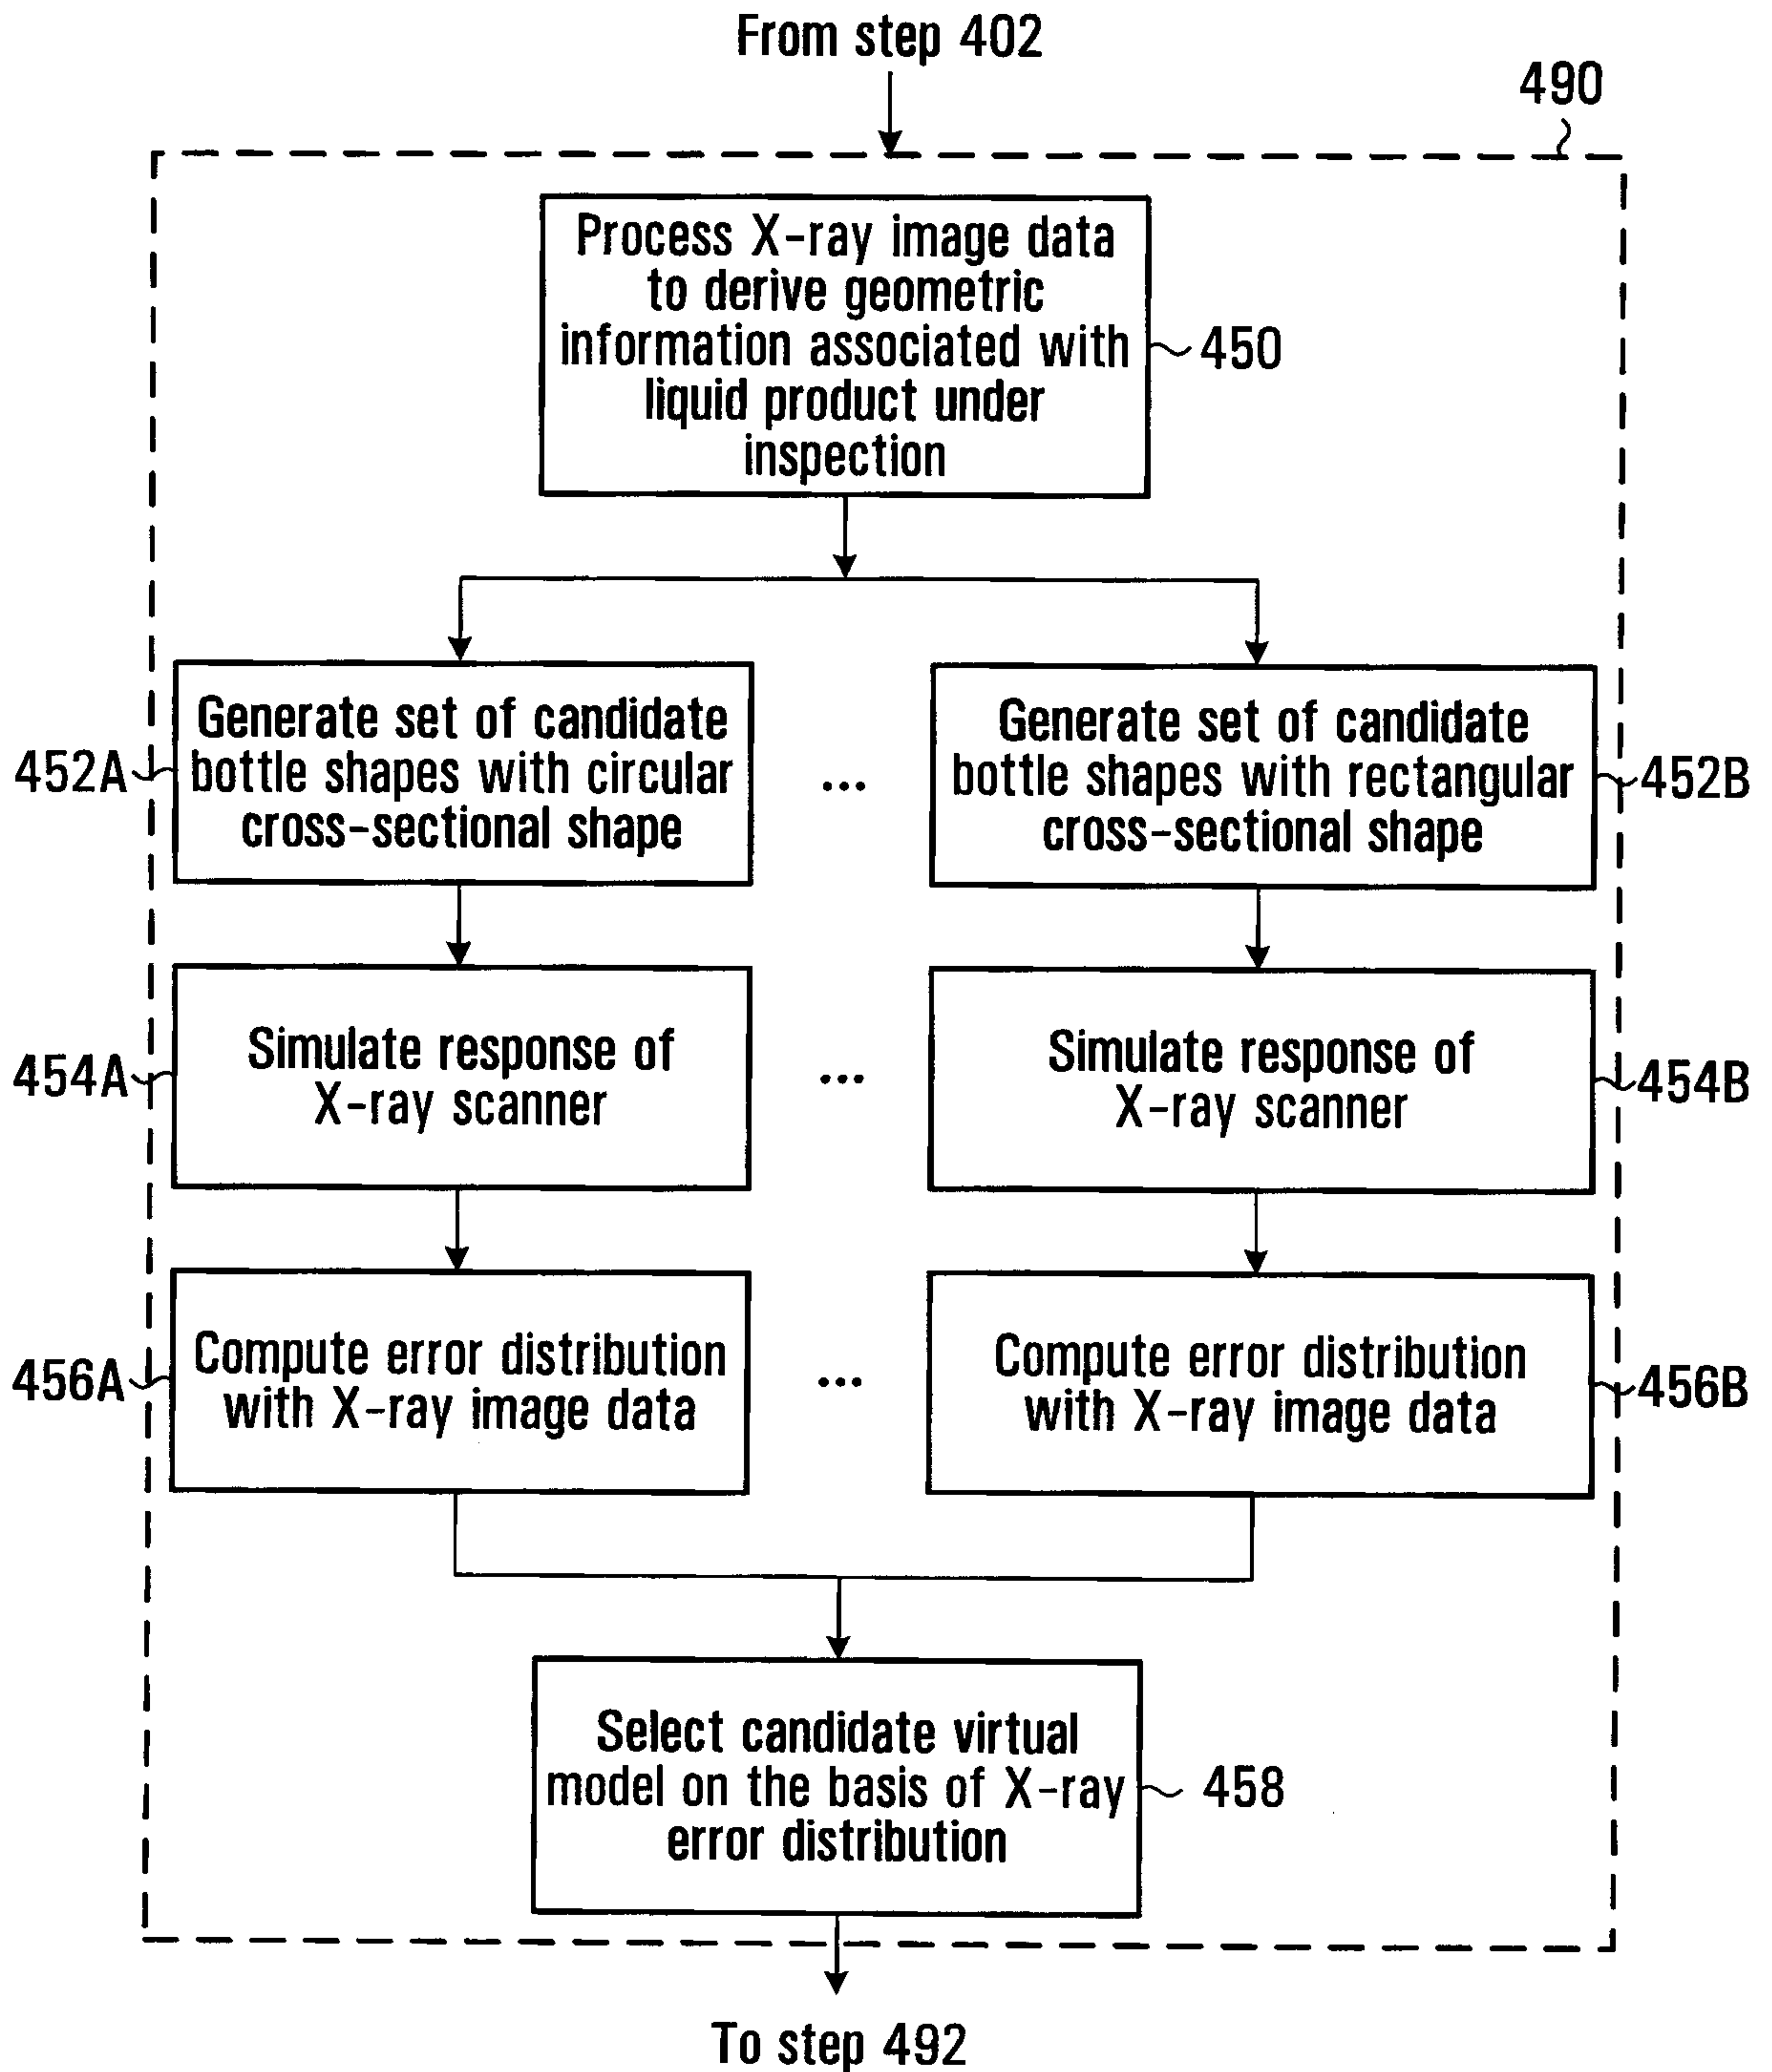 From step 402
490
Process X-ray image data
to derive geometric
information associated with
liquid product under
inspection
450
Generate set of candidate
bottle shapes with circular
cross-sectional shape
452A
...
Generate set of candidate
bottle shapes with rectangular
cross-sectional shape
452B
Simulate response of
X-ray scanner
454A
...
Simulate response of
X-ray scanner
454B
Compute error distribution
with X-ray image data
456A
...
Compute error distribution
with X-ray image data
456B
Select candidate virtual
model on the basis of X-ray
error distribution
458
To step 492